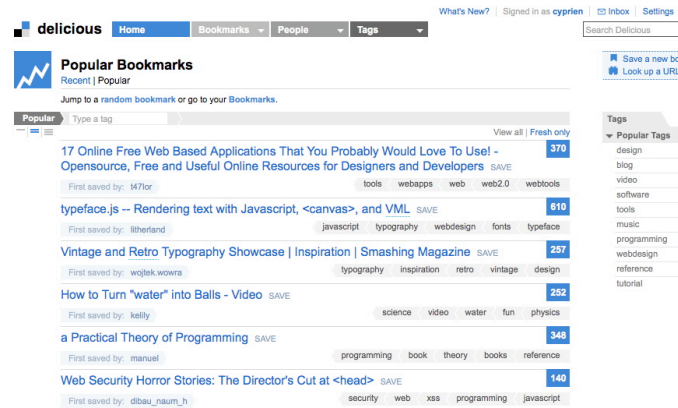 What's New? Signed in as cyprien Inbox Settings
delicious Home Bookmarks People Tags Search Delicious
Popular Bookmarks Save a new bo
Recent | Popular Look up a URL
Jump to a random bookmark or go to your Bookmarks.
Popular Type a tag Tags
View all | Fresh only Popular Tags
17 Online Free Web Based Applications That You Probably Would Love To Use! - 370
Opensource, Free and Useful Online Resources for Designers and Developers SAVE
First saved by: t47lor tools webapps web web2.0 webtools
typeface.js -- Rendering text with Javascript, <canvas>, and VML SAVE 610
First saved by: litherland javascript typography webdesign fonts typeface
Vintage and Retro Typography Showcase | Inspiration | Smashing Magazine SAVE 257
First saved by: wojtek.wowra typography inspiration retro vintage design
How to Turn "water" into Balls - Video SAVE 252
First saved by: kelily science video water fun physics
a Practical Theory of Programming SAVE 348
First saved by: manuel programming book theory books reference
Web Security Horror Stories: The Director's Cut at <head> SAVE 140
First saved by: dibau_naum_h security web xss programming javascript
design
blog
video
software
tools
music
programming
webdesign
reference
tutorial